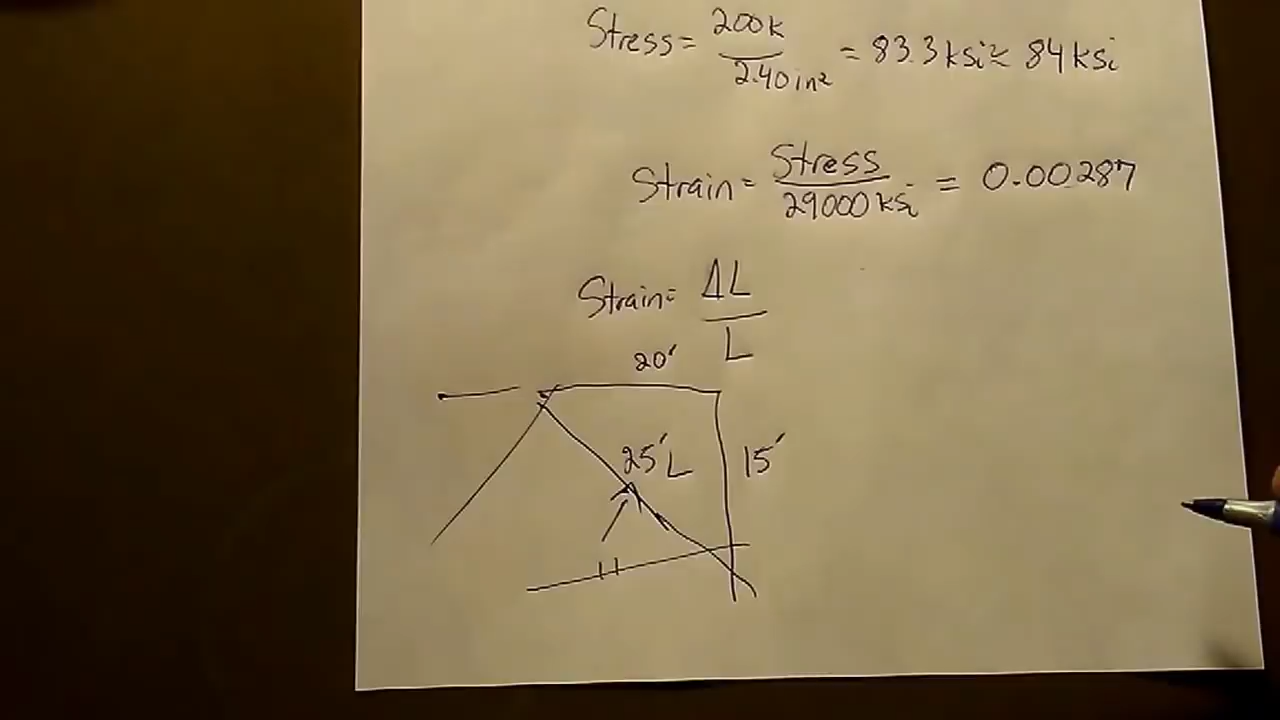 Stress = 200k / 2.40in² = 83.3ksi ≈ 84ksi
Strain = Stress / 29000ksi = 0.00287
Strain = ΔL / L
20'
25' L
15'